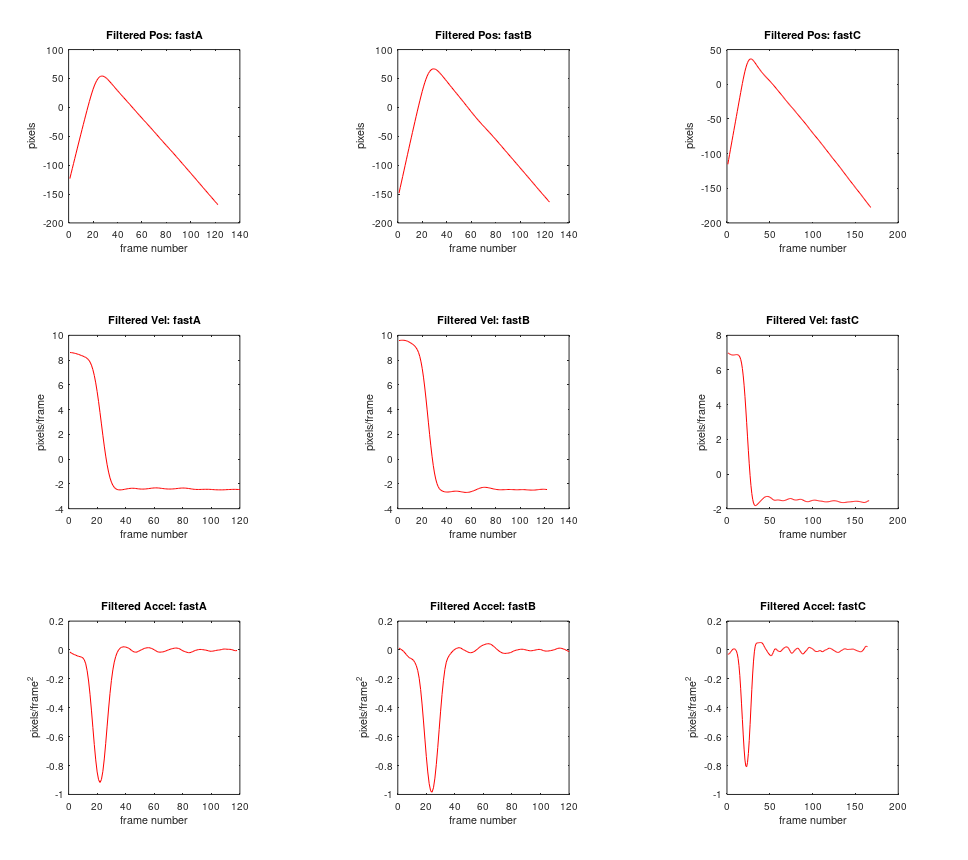 Filtered Pos: fastA
100
50
0
-50
-100
-150
-200
pixels
0 20 40 60 80 100 120 140
frame number
Filtered Pos: fastB
100
50
0
-50
-100
-150
-200
pixels
0 20 40 60 80 100 120 140
frame number
Filtered Pos: fastC
50
0
-50
-100
-150
-200
pixels
0 50 100 150 200
frame number
Filtered Vel: fastA
10
8
6
4
2
0
-2
-4
pixels/frame
0 20 40 60 80 100 120
frame number
Filtered Vel: fastB
10
8
6
4
2
0
-2
-4
pixels/frame
0 20 40 60 80 100 120 140
frame number
Filtered Vel: fastC
8
6
4
2
0
-2
pixels/frame
0 50 100 150 200
frame number
Filtered Accel: fastA
0.2
0
-0.2
-0.4
-0.6
-0.8
-1
pixels/frame²
0 20 40 60 80 100 120
frame number
Filtered Accel: fastB
0.2
0
-0.2
-0.4
-0.6
-0.8
-1
pixels/frame²
0 20 40 60 80 100 120
frame number
Filtered Accel: fastC
0.2
0
-0.2
-0.4
-0.6
-0.8
-1
pixels/frame²
0 50 100 150 200
frame number